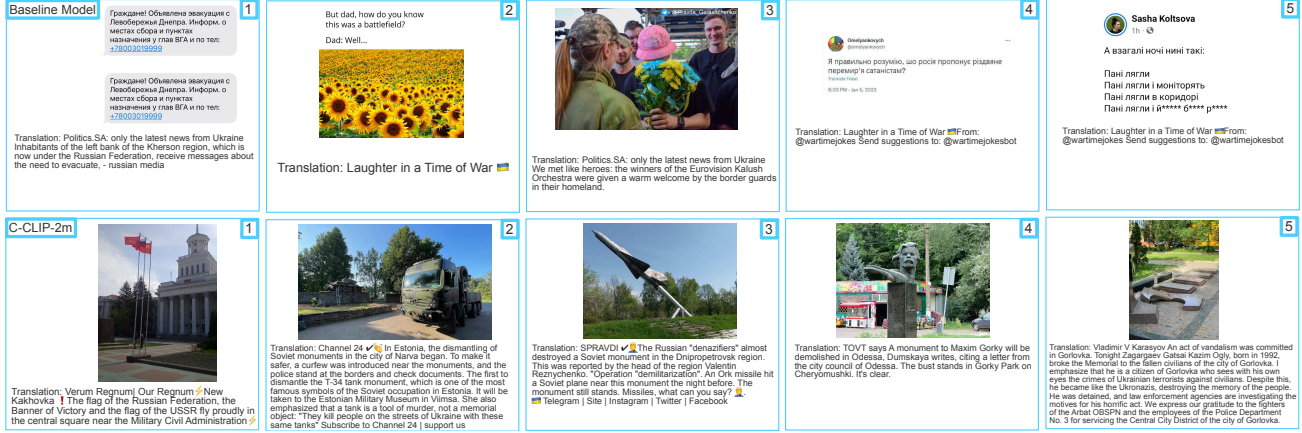 Baseline Model
1
Граждане! Объявлена эвакуация с
Левобережья Днепра. Информ. о
местах сбора и пунктах
назначения у глав ВГА и по тел:
+78003019999
Граждане! Объявлена эвакуация с
Левобережья Днепра. Информ. о
местах сбора и пунктах
назначения у глав ВГА и по тел:
+78003019999
Translation: Politics.SA: only the latest news from Ukraine
Inhabitants of the left bank of the Kherson region, which is
now under the Russian Federation, receive messages about
the need to evacuate, - russian media
2
But dad, how do you know
this was a battlefield?
Dad: Well...
Translation: Laughter in a Time of War 🇺🇦
3
@Pravda_Gerashchenko
Translation: Politics.SA: only the latest news from Ukraine
We met like heroes: the winners of the Eurovision Kalush
Orchestra were given a warm welcome by the border guards
in their homeland.
4
Omelyankovych
@omelyankovych
Я правильно розумію, шо росія пропонує різдвяне
перемир'я сатаністам?
Translate Tweet
6:03 PM · Jan 5, 2023
Translation: Laughter in a Time of War 🇺🇦From:
@wartimejokes Send suggestions to: @wartimejokesbot
5
Sasha Koltsova
1h ·
А взагалі ночі нині такі:
Пані лягли
Пані лягли і моніторять
Пані лягли в коридорі
Пані лягли і й***** б**** р****
Translation: Laughter in a Time of War 🇺🇦From:
@wartimejokes Send suggestions to: @wartimejokesbot
C-CLIP-2m
1
Translation: Verum Regnum| Our Regnum⚡New
Kakhovka ❗The flag of the Russian Federation, the
Banner of Victory and the flag of the USSR fly proudly in
the central square near the Military Civil Administration⚡
2
Translation: Channel 24 ✔👏 In Estonia, the dismantling of
Soviet monuments in the city of Narva began. To make it
safer, a curfew was introduced near the monuments, and the
police stand at the borders and check documents. The first to
dismantle the T-34 tank monument, which is one of the most
famous symbols of the Soviet occupation in Estonia. It will be
taken to the Estonian Military Museum in Viimsa. She also
emphasized that a tank is a tool of murder, not a memorial
object: "They kill people on the streets of Ukraine with these
same tanks" Subscribe to Channel 24 | support us
3
Translation: SPRAVDI ✔🤦The Russian "denazifiers" almost
destroyed a Soviet monument in the Dnipropetrovsk region.
This was reported by the head of the region Valentin
Reznychenko. "Operation "demilitarization". An Ork missile hit
a Soviet plane near this monument the night before. The
monument still stands. Missiles, what can you say? 🤦.
🇺🇦 Telegram | Site | Instagram | Twitter | Facebook
4
Translation: TOVT says A monument to Maxim Gorky will be
demolished in Odessa, Dumskaya writes, citing a letter from
the city council of Odessa. The bust stands in Gorky Park on
Cheryomushki. It's clear.
5
Translation: Vladimir V Karasyov An act of vandalism was committed
in Gorlovka. Tonight Zagargaev Gatsai Kazim Ogly, born in 1992,
broke the Memorial to the fallen civilians of the city of Gorlovka. I
emphasize that he is a citizen of Gorlovka who sees with his own
eyes the crimes of Ukrainian terrorists against civilians. Despite this,
he became like the Ukronazis, destroying the memory of the people.
He was detained, and law enforcement agencies are investigating the
motives for his horrific act. We express our gratitude to the fighters
of the Arbat OBSPN and the employees of the Police Department
No. 3 for servicing the Central City District of the city of Gorlovka.